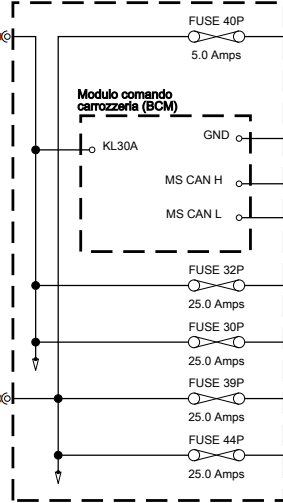 FUSE 40P
5.0 Amps
Modulo comando
carrozzeria (BCM)
KL30A
GND
MS CAN H
MS CAN L
FUSE 32P
25.0 Amps
FUSE 30P
25.0 Amps
FUSE 39P
25.0 Amps
FUSE 44P
25.0 Amps